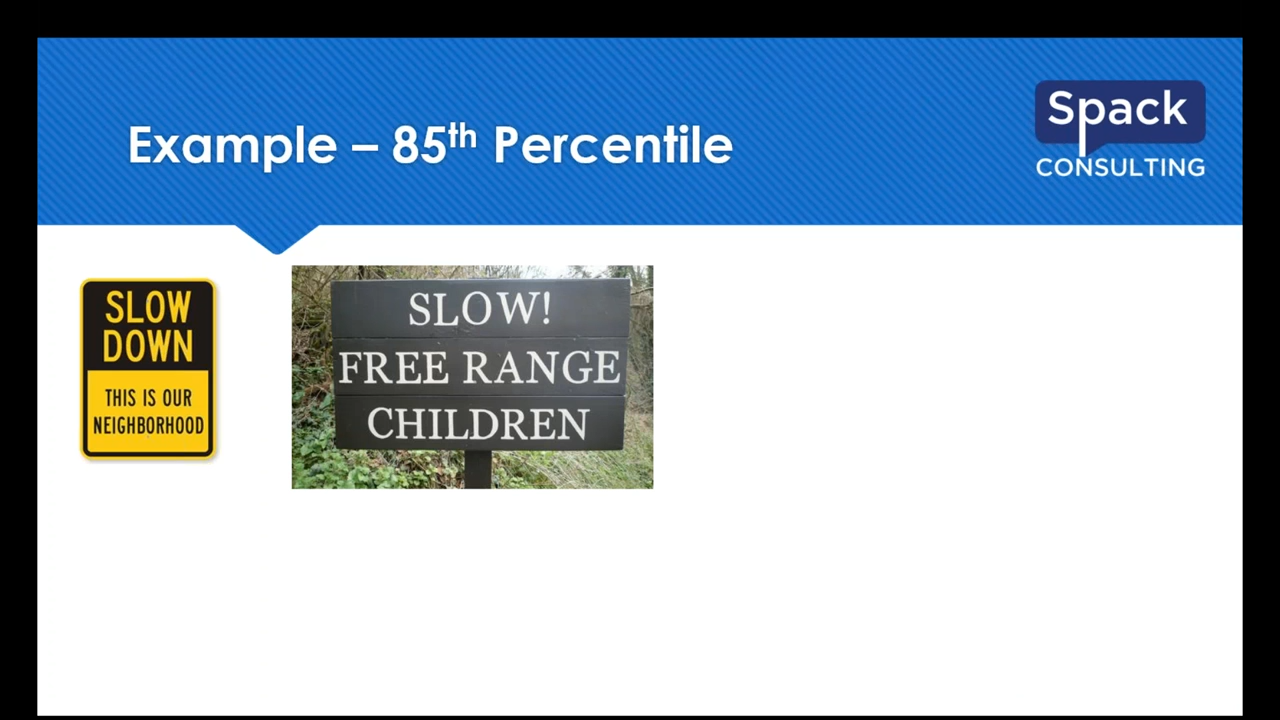 Example – 85th Percentile
Spack
CONSULTING
SLOW
DOWN
THIS IS OUR
NEIGHBORHOOD
SLOW!
FREE RANGE
CHILDREN